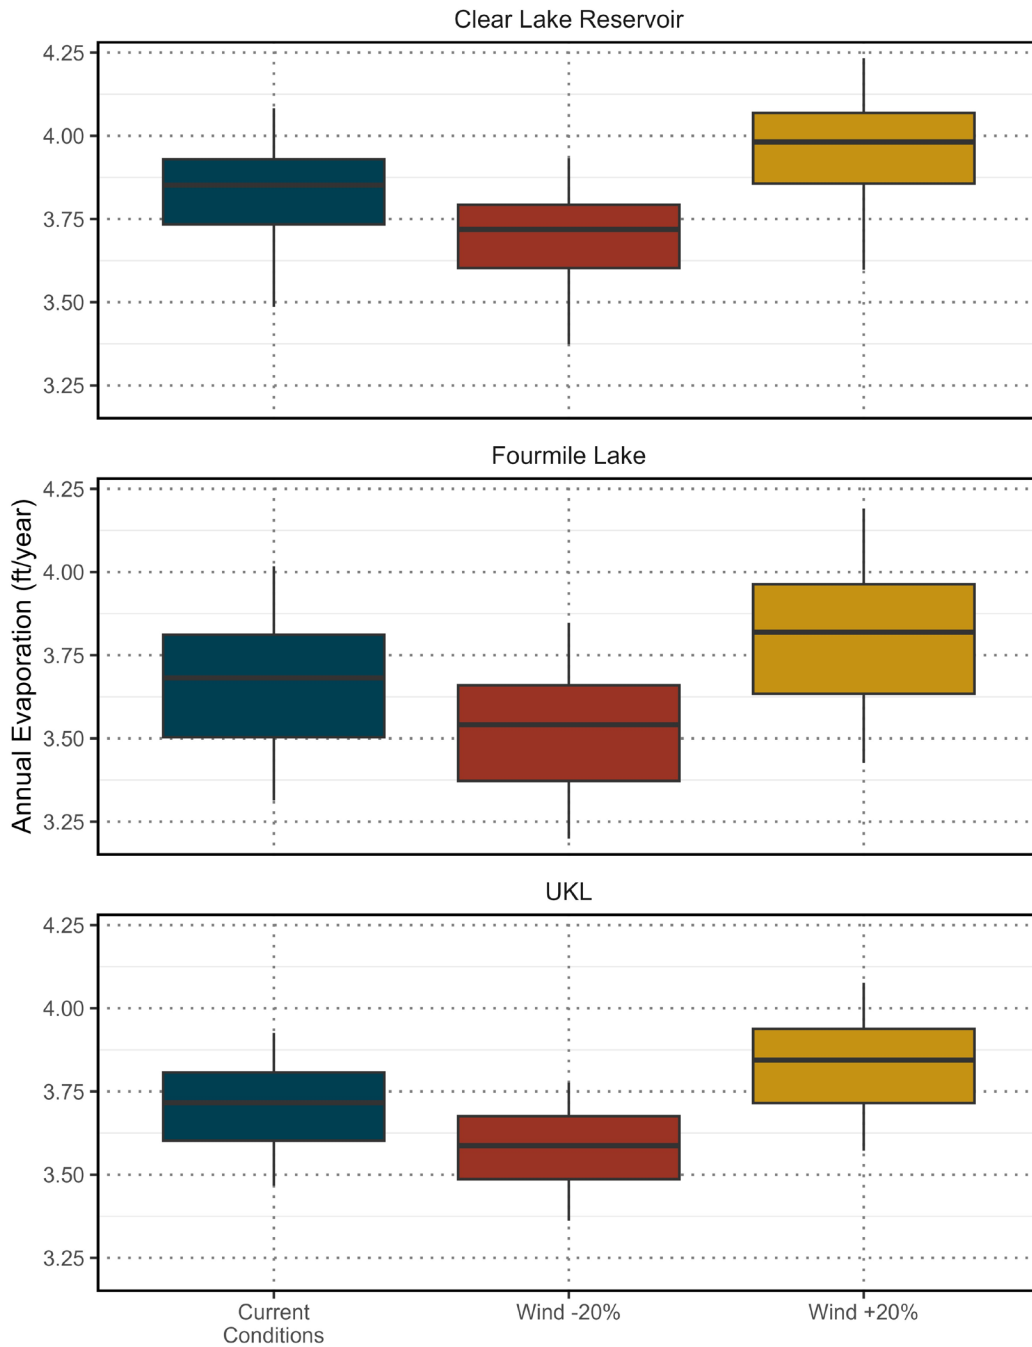 Clear Lake Reservoir
4.25
4.00
3.75
3.50
3.25
Fourmile Lake
4.25
4.00
3.75
3.50
3.25
Annual Evaporation (ft/year)
UKL
4.25
4.00
3.75
3.50
3.25
Current
Conditions
Wind -20%
Wind +20%